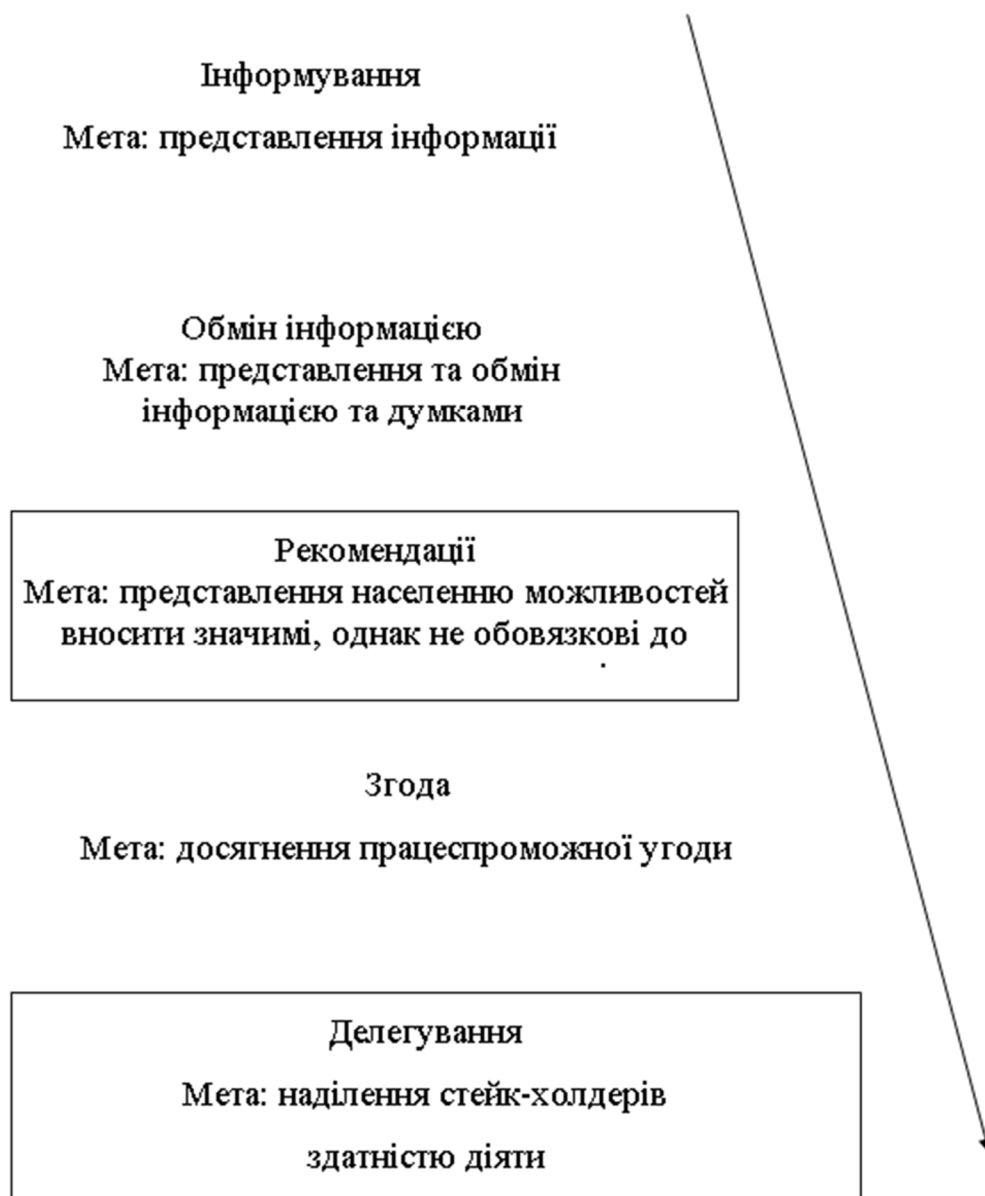 Інформування
Мета: представлення інформації
Обмін інформацією
Мета: представлення та обмін
інформацією та думками
Рекомендації
Мета: представлення населенню можливостей
вносити значимі, однак не обовязкові до
Згода
Мета: досягнення працеспроможної угоди
Делегування
Мета: наділення стейк-холдерів
здатністю діяти